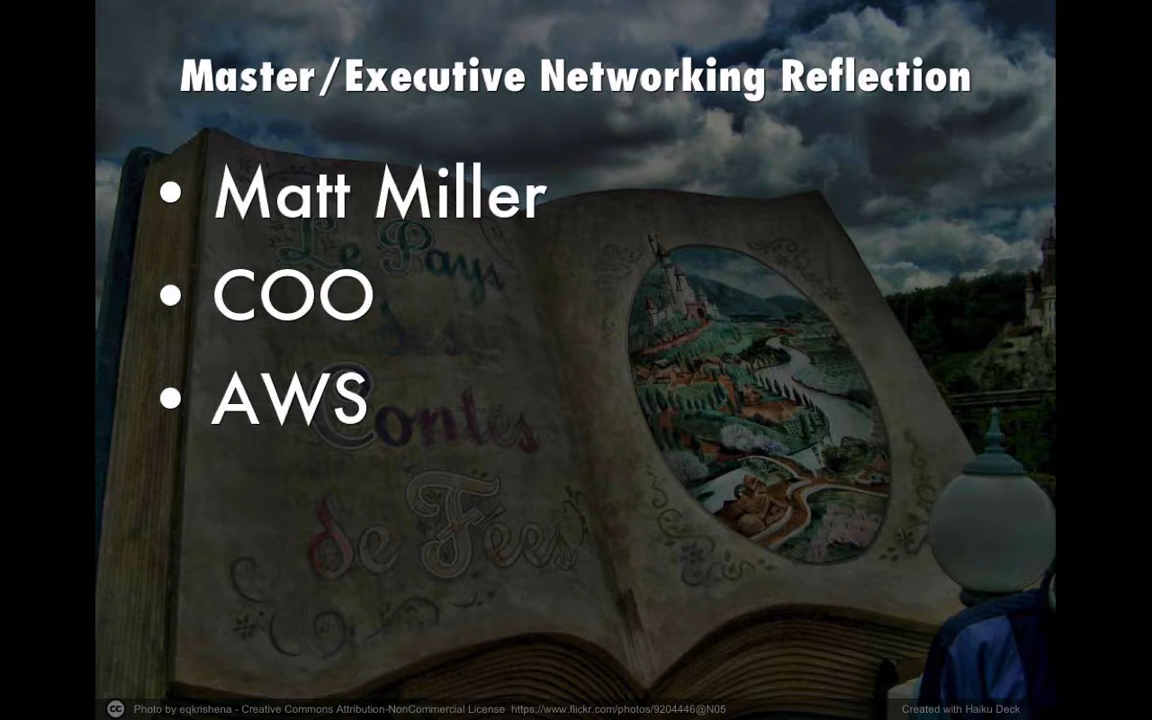 Master/Executive Networking Reflection
• Matt Miller
• COO
• AWS
Le Pays
des
Contes
de Fées
Photo by eqkrishena - Creative Commons Attribution-NonCommercial License https://www.flickr.com/photos/9204446@N05
Created with Haiku Deck